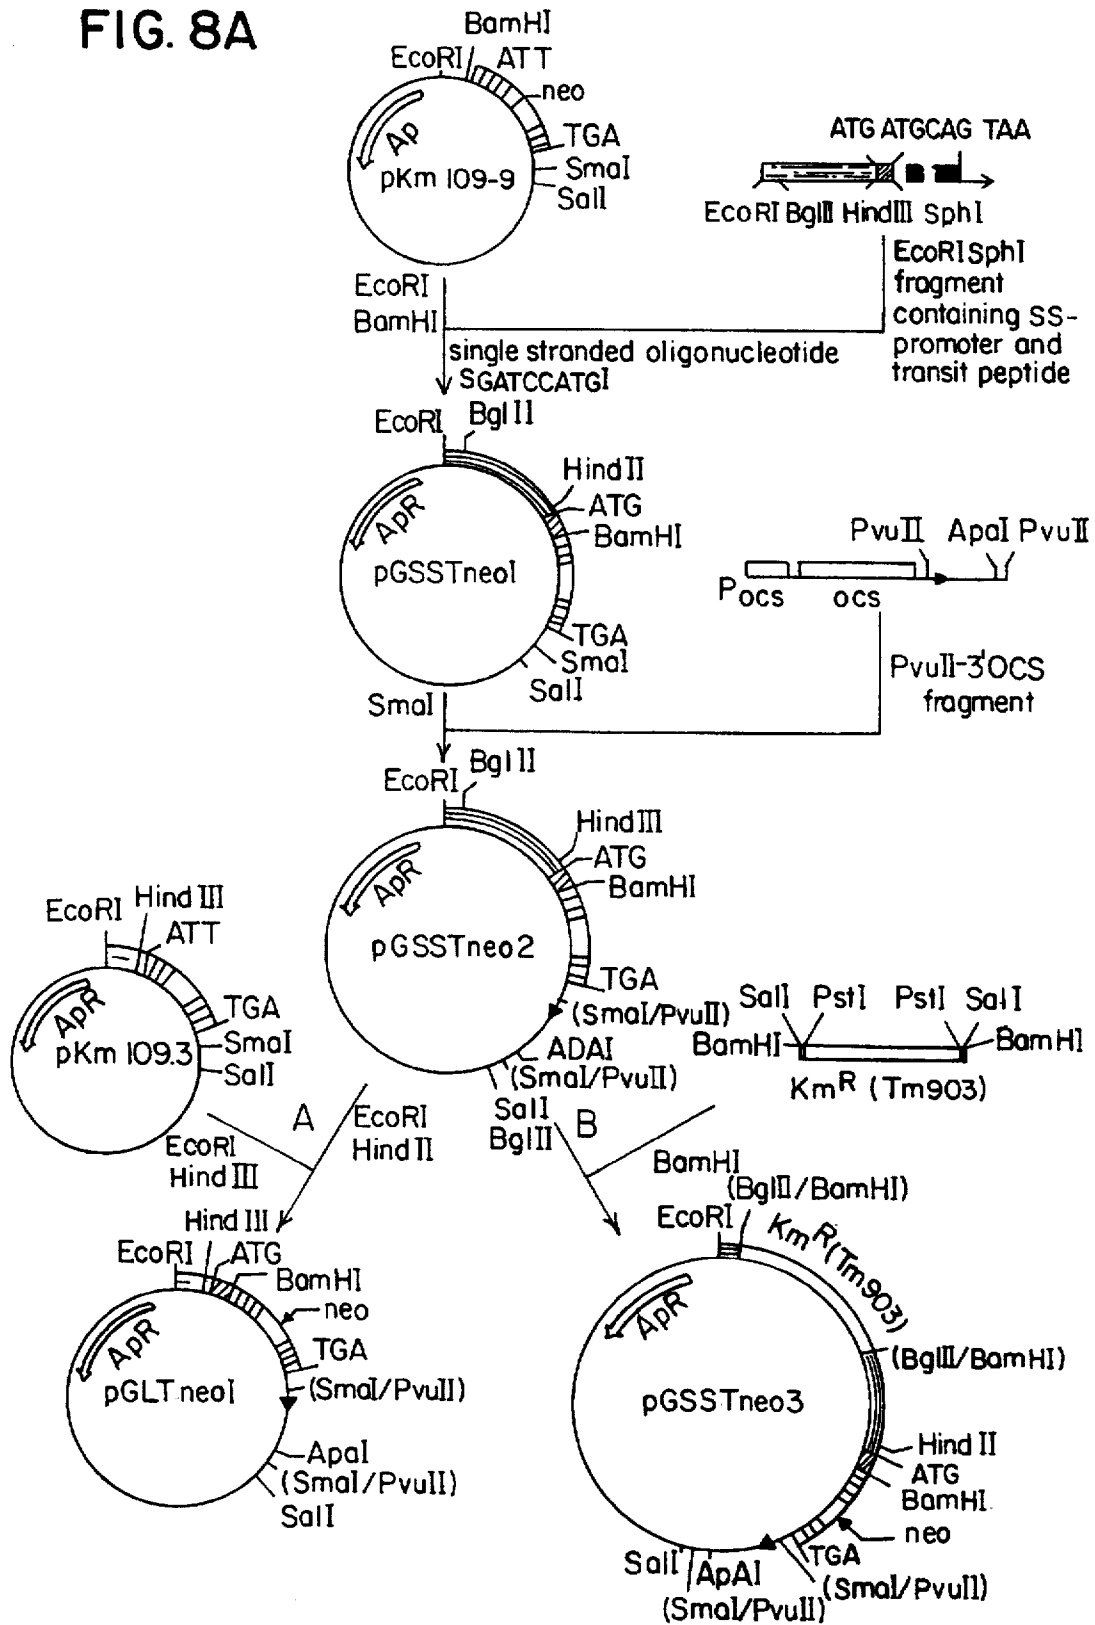 FIG. 8A
BamHI
EcoRI
ATT
neo
Ap
TGA
SmaI
SalI
pKm 109-9
ATG ATGCAG TAA
EcoRI BglII HindIII SphI
EcoRI
BamHI
EcoRISphI
fragment
containing SS-
promoter and
transit peptide
single stranded oligonucleotide
SGATCCATGI
EcoRI
BglII
HindII
ATG
BamHI
ApR
pGSSTneoI
TGA
SmaI
SalI
PvuII ApaI PvuII
Pocs
ocs
SmaI
PvuII-3'OCS
fragment
EcoRI
BglII
HindIII
ATG
BamHI
ApR
pGSSTneo2
TGA
(SmaI/PvuII)
ADAI
(SmaI/PvuII)
SalI
BglII
EcoRI
Hind III
ATT
ApR
TGA
pKm 109.3
SmaI
SalI
SalI PstI PstI SalI
BamHI
BamHI
KmR (Tm903)
A
EcoRI
Hind II
EcoRI
Hind III
B
BamHI
Hind III
EcoRI
ATG
BamHI
neo
ApR
TGA
pGLTneoI
(SmaI/PvuII)
ApaI
(SmaI/PvuII)
SalI
(BglII/BamHI)
EcoRI
KmR(Tm903)
ApR
(BglII/BamHI)
pGSSTneo3
Hind II
ATG
BamHI
neo
TGA
(SmaI/PvuII)
SalI
ApAI
(SmaI/PvuII)